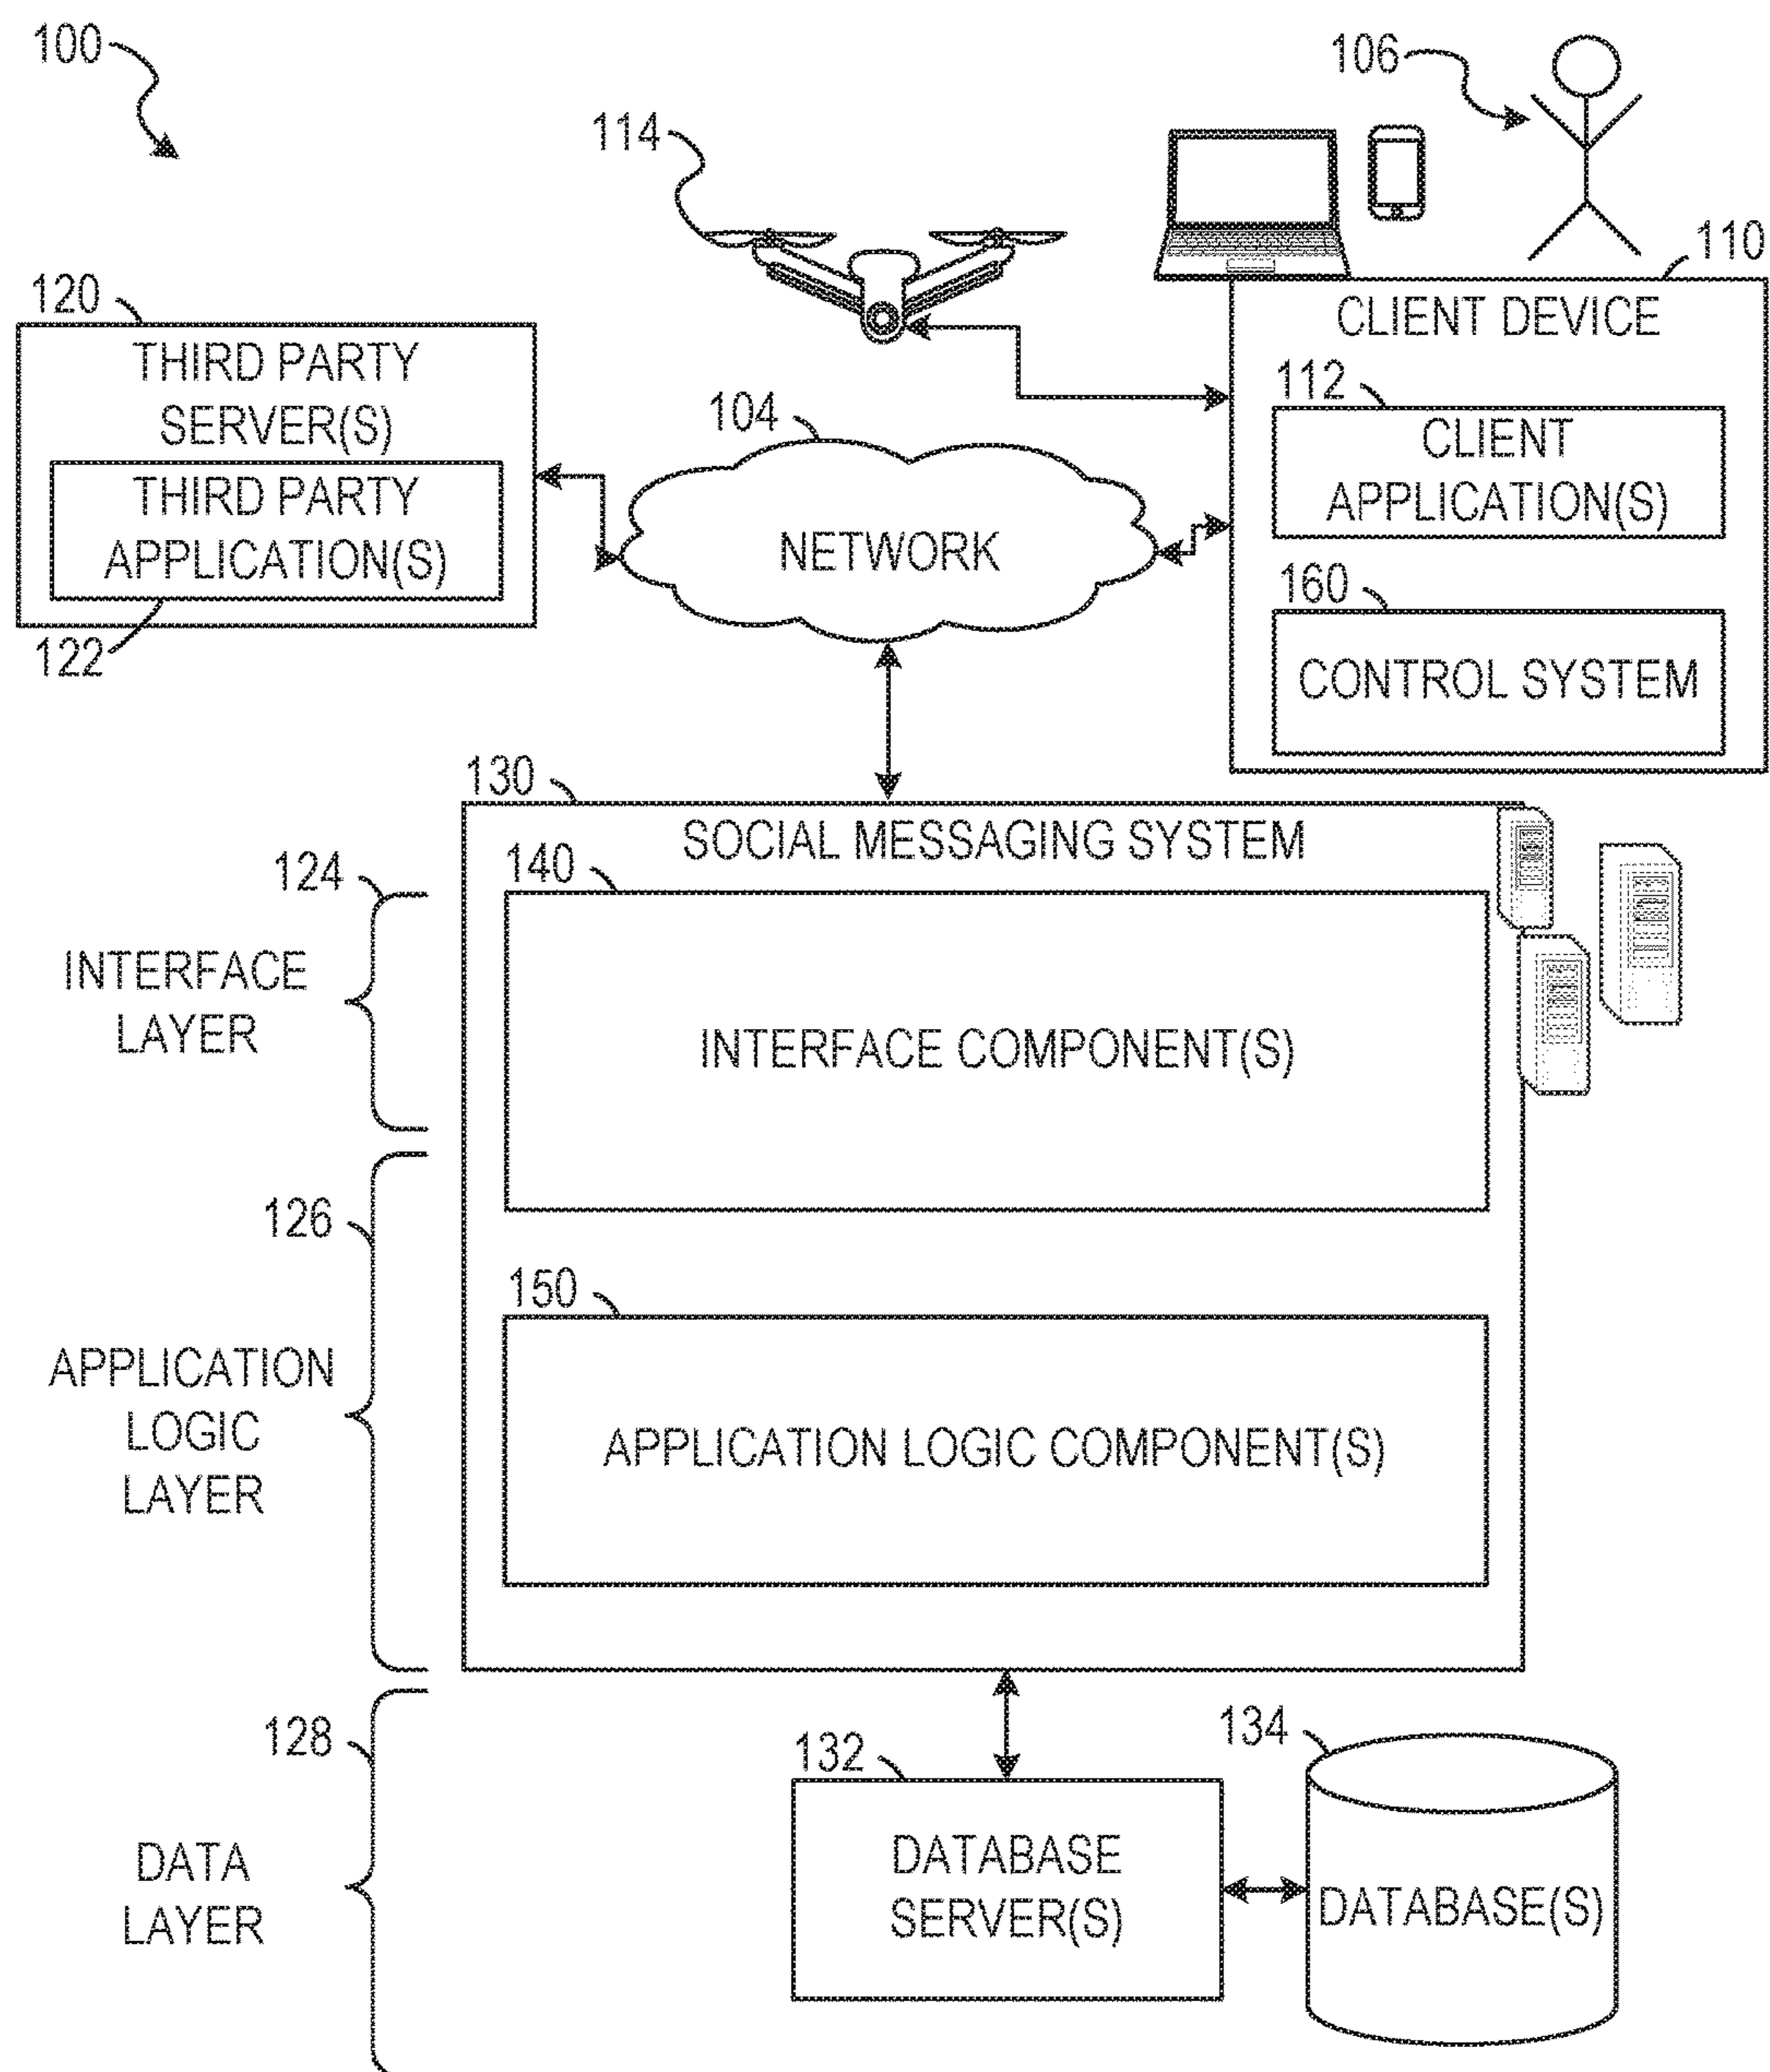 100
106
114
110
120
CLIENT DEVICE
THIRD PARTY
SERVER(S)
112
104
CLIENT
APPLICATION(S)
THIRD PARTY
APPLICATION(S)
NETWORK
160
122
CONTROL SYSTEM
130
SOCIAL MESSAGING SYSTEM
124
140
INTERFACE
LAYER
INTERFACE COMPONENT(S)
126
150
APPLICATION
LOGIC
LAYER
APPLICATION LOGIC COMPONENT(S)
128
132
134
DATA
LAYER
DATABASE
SERVER(S)
DATABASE(S)